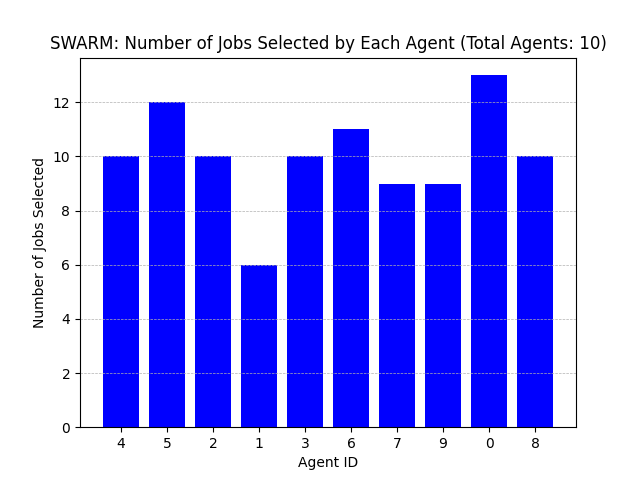 SWARM: Number of Jobs Selected by Each Agent (Total Agents: 10)
Number of Jobs Selected
12
10
8
6
4
2
0
4 5 2 1 3 6 7 9 0 8
Agent ID